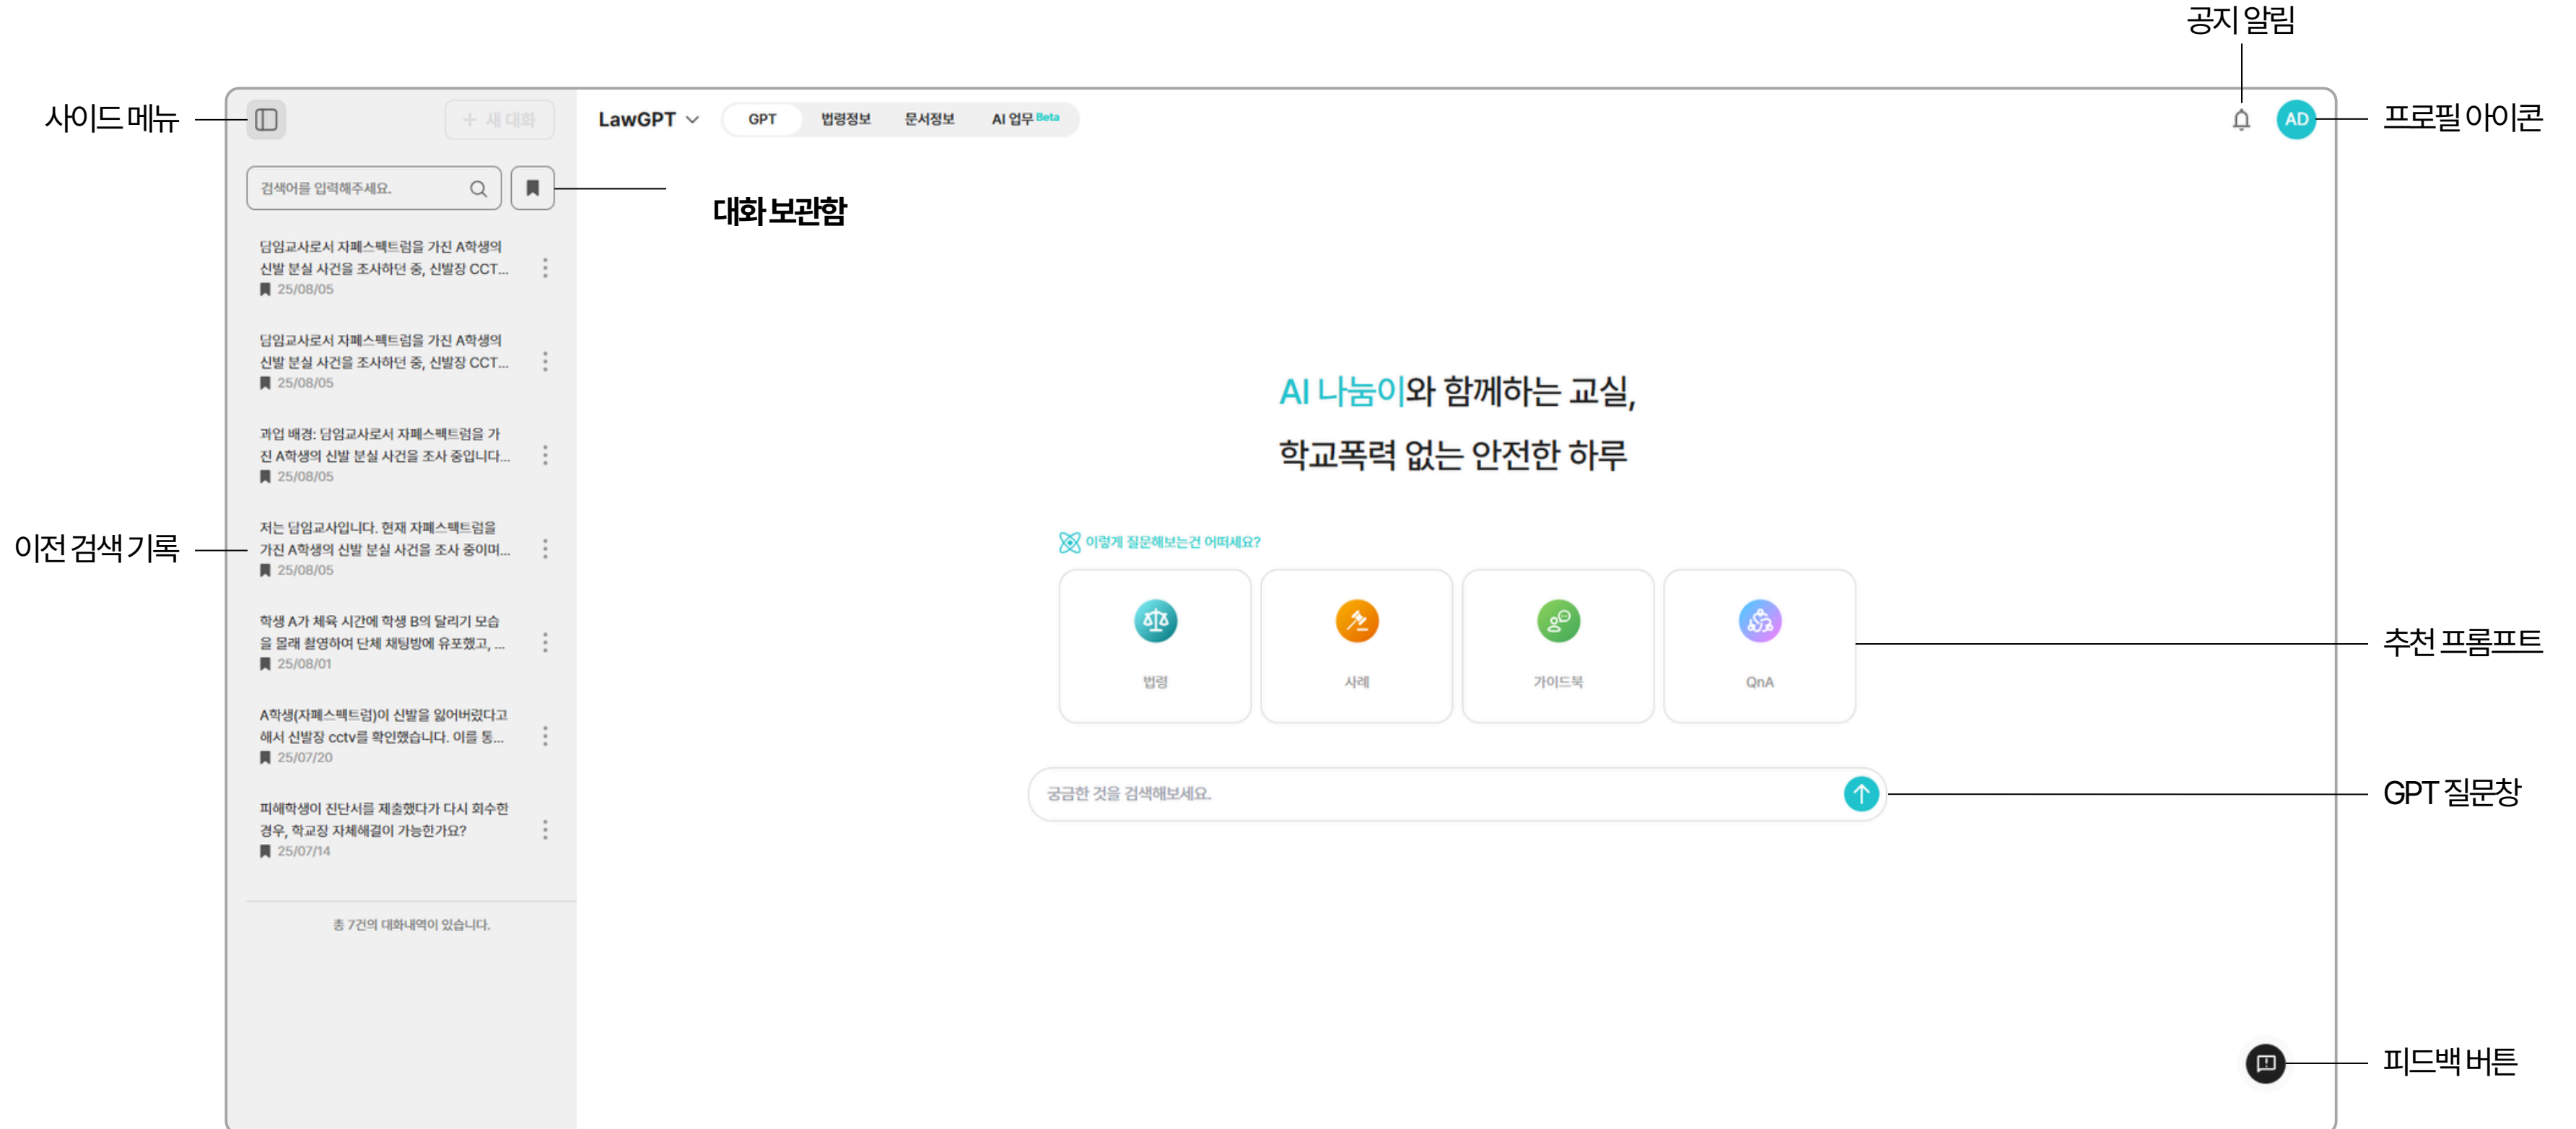 공지 알림
사이드 메뉴
+ 새 대화
LawGPT
GPT
법령정보
문서정보
AI 업무 Beta
AD
프로필 아이콘
검색어를 입력해주세요.
대화 보관함
담임교사로서 자폐스펙트럼을 가진 A학생의
신발 분실 사건을 조사하던 중, 신발장 CCT...
25/08/05
담임교사로서 자폐스펙트럼을 가진 A학생의
신발 분실 사건을 조사하던 중, 신발장 CCT...
25/08/05
과업 배경: 담임교사로서 자폐스펙트럼을 가
진 A학생의 신발 분실 사건을 조사 중입니다...
25/08/05
이전 검색 기록
저는 담임교사입니다. 현재 자폐스펙트럼을
가진 A학생의 신발 분실 사건을 조사 중이며...
25/08/05
학생 A가 체육 시간에 학생 B의 달리기 모습
을 몰래 촬영하여 단체 채팅방에 유포했고, ...
25/08/01
A학생(자폐스펙트럼)이 신발을 잃어버렸다고
해서 신발장 cctv를 확인했습니다. 이를 통...
25/07/20
피해학생이 진단서를 제출했다가 다시 회수한
경우, 학교장 자체해결이 가능한가요?
25/07/14
총 7건의 대화내역이 있습니다.
AI 나눔이와 함께하는 교실,
학교폭력 없는 안전한 하루
이렇게 질문해보는건 어떠세요?
법령
사례
가이드북
QnA
추천 프롬프트
궁금한 것을 검색해보세요.
GPT 질문창
피드백 버튼